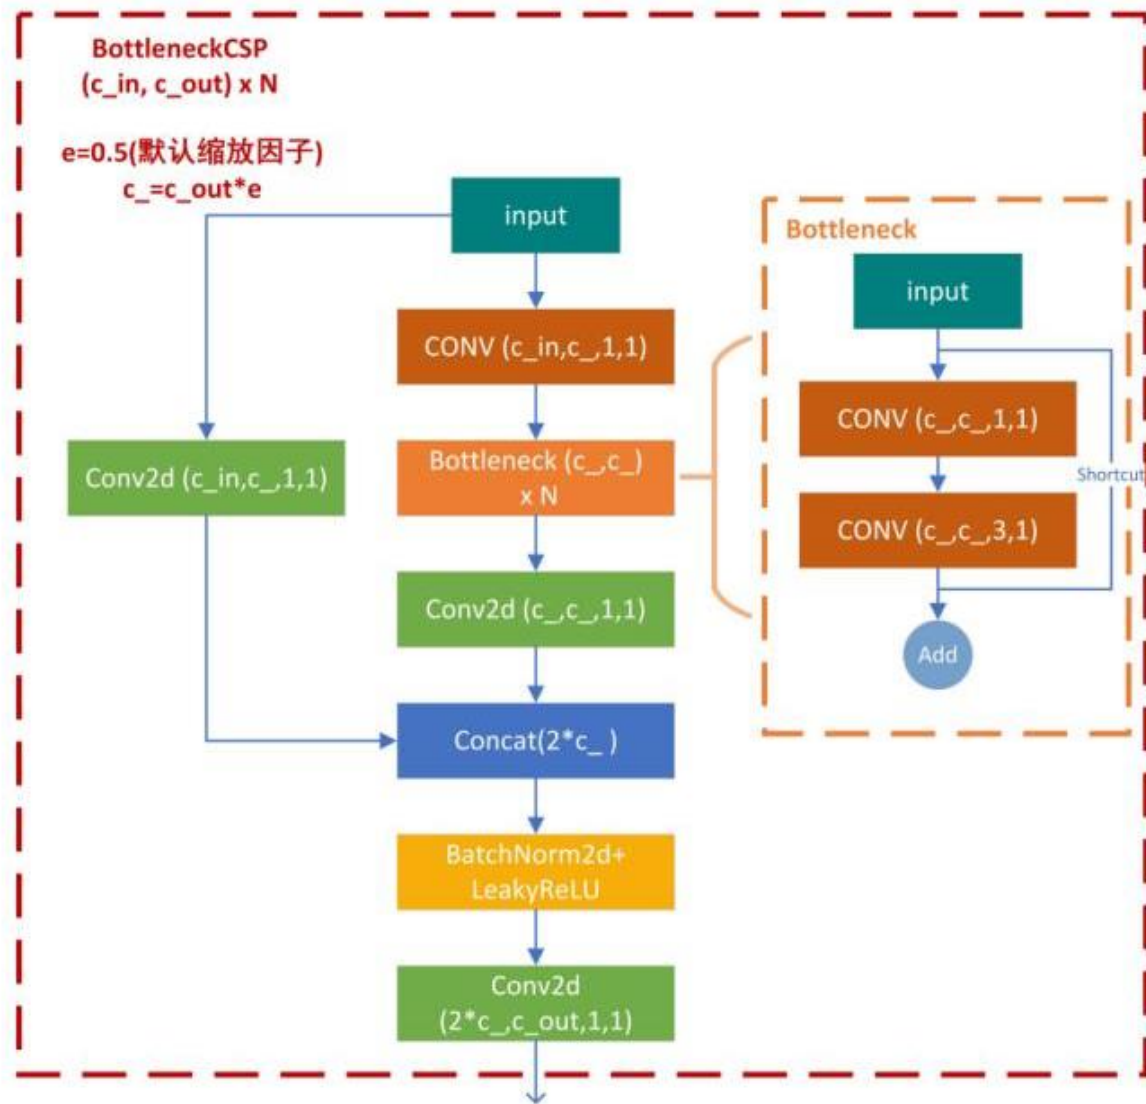 BottleneckCSP
(c_in, c_out) x N
e=0.5(默认缩放因子)
c_=c_out*e
input
CONV (c_in,c_,1,1)
Conv2d (c_in,c_,1,1)
Bottleneck (c_,c_)
x N
Conv2d (c_,c_,1,1)
Concat(2*c_ )
BatchNorm2d+
LeakyReLU
Conv2d
(2*c_,c_out,1,1)
Bottleneck
input
CONV (c_,c_,1,1)
Shortcut
CONV (c_,c_,3,1)
Add